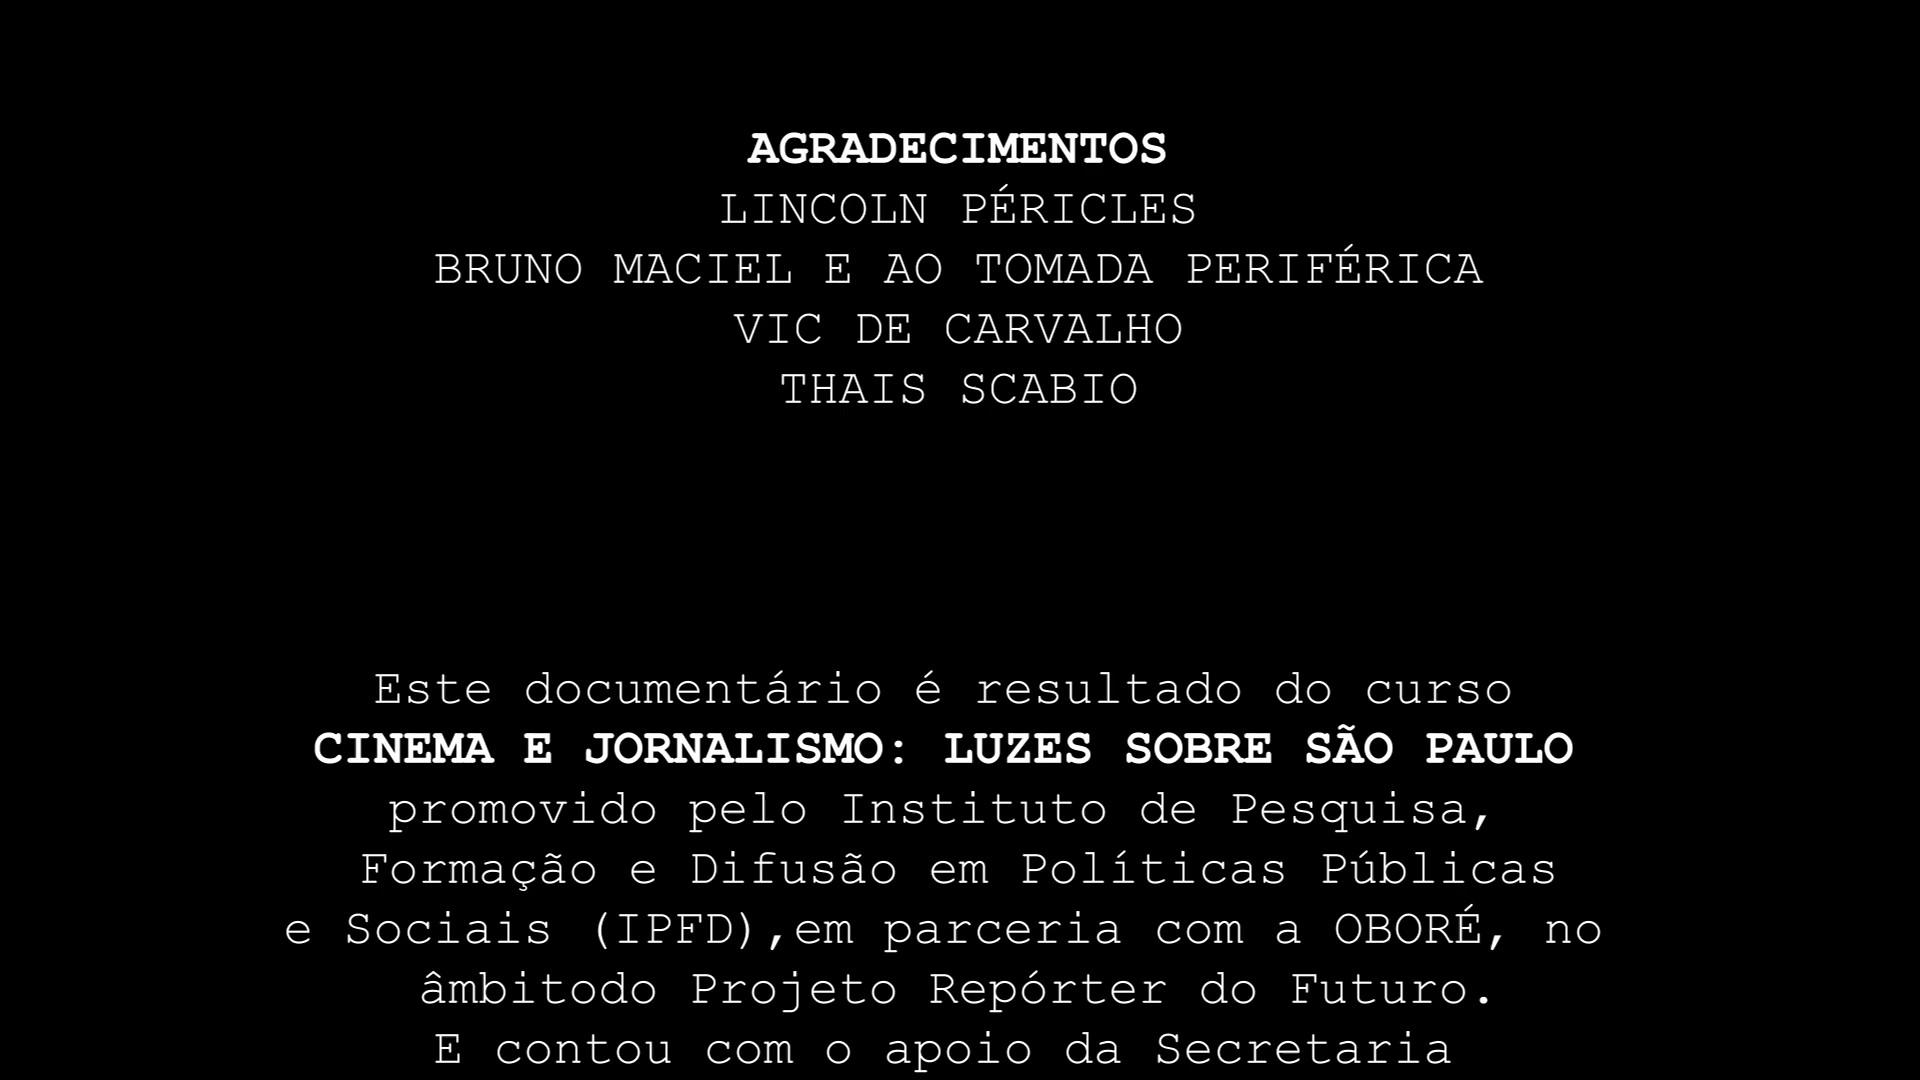 AGRADECIMENTOS
LINCOLN PÉRICLES
BRUNO MACIEL E AO TOMADA PERIFÉRICA
VIC DE CARVALHO
THAIS SCABIO
Este documentário é resultado do curso
CINEMA E JORNALISMO: LUZES SOBRE SÃO PAULO
promovido pelo Instituto de Pesquisa,
Formação e Difusão em Políticas Públicas
e Sociais (IPFD),em parceria com a OBORÉ, no
âmbitodo Projeto Repórter do Futuro.
E contou com o apoio da Secretaria